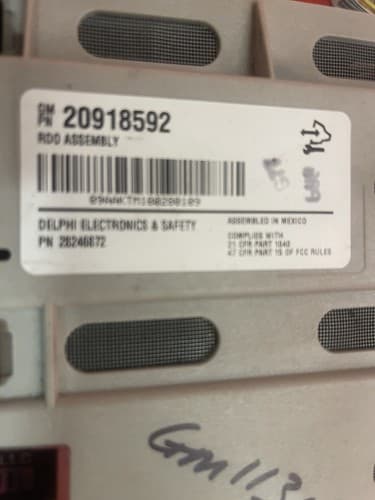 GM
PN 20918592
RDO ASSEMBLY
DELPHI ELECTRONICS & SAFETY
PN 28246672
ASSEMBLED IN MEXICO
COMPLIES WITH
21 CFR PART 1040
47 CFR PART 15 OF FCC RULES
GM113